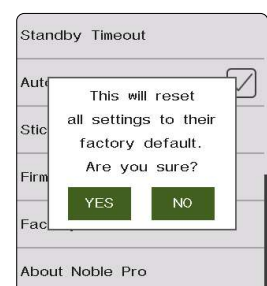 Standby Timeout
Aut
This will reset
all settings to their
Stic
factory default.
Are you sure?
Firm
YES NO
Fac
About Noble Pro